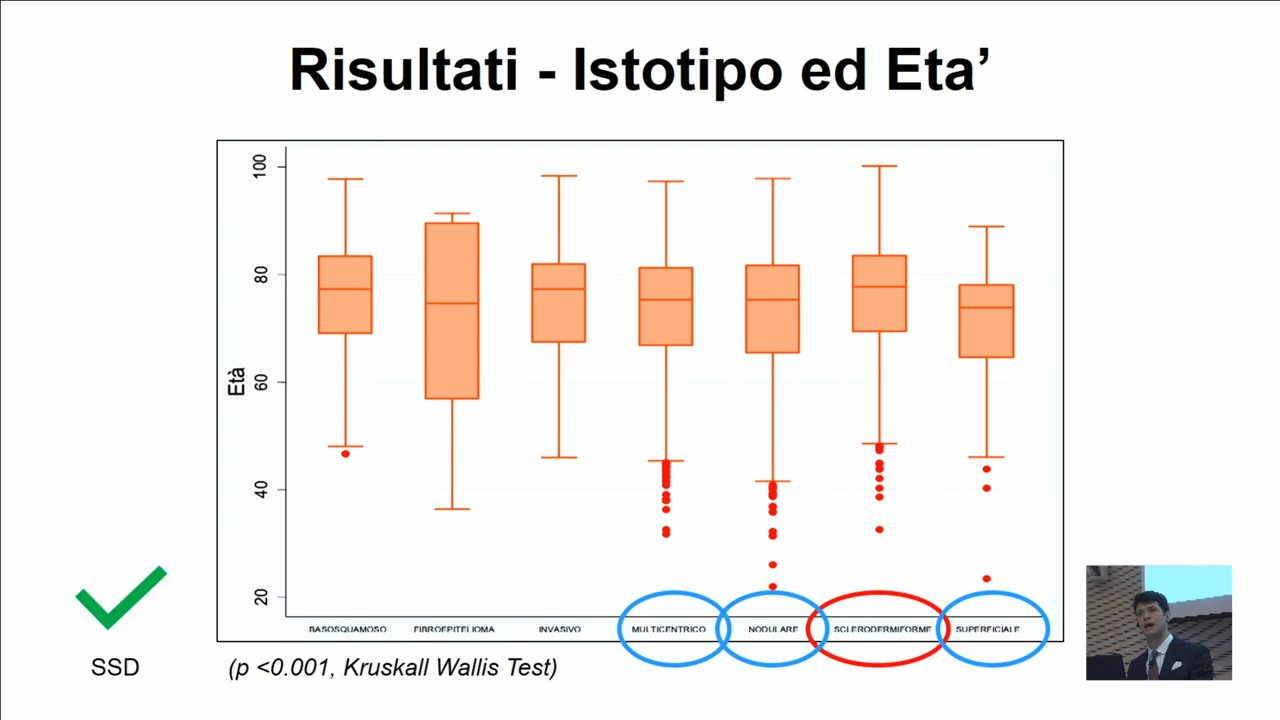 Risultati - Istotipo ed Eta’
100
80
60
40
20
Età
BASOSQUAMOSO FIBROEPITELIOMA INVASIVO MULTICENTRICO NODULARE SCLERODERMIFORME SUPERFICIALE
SSD
(p <0.001, Kruskall Wallis Test)